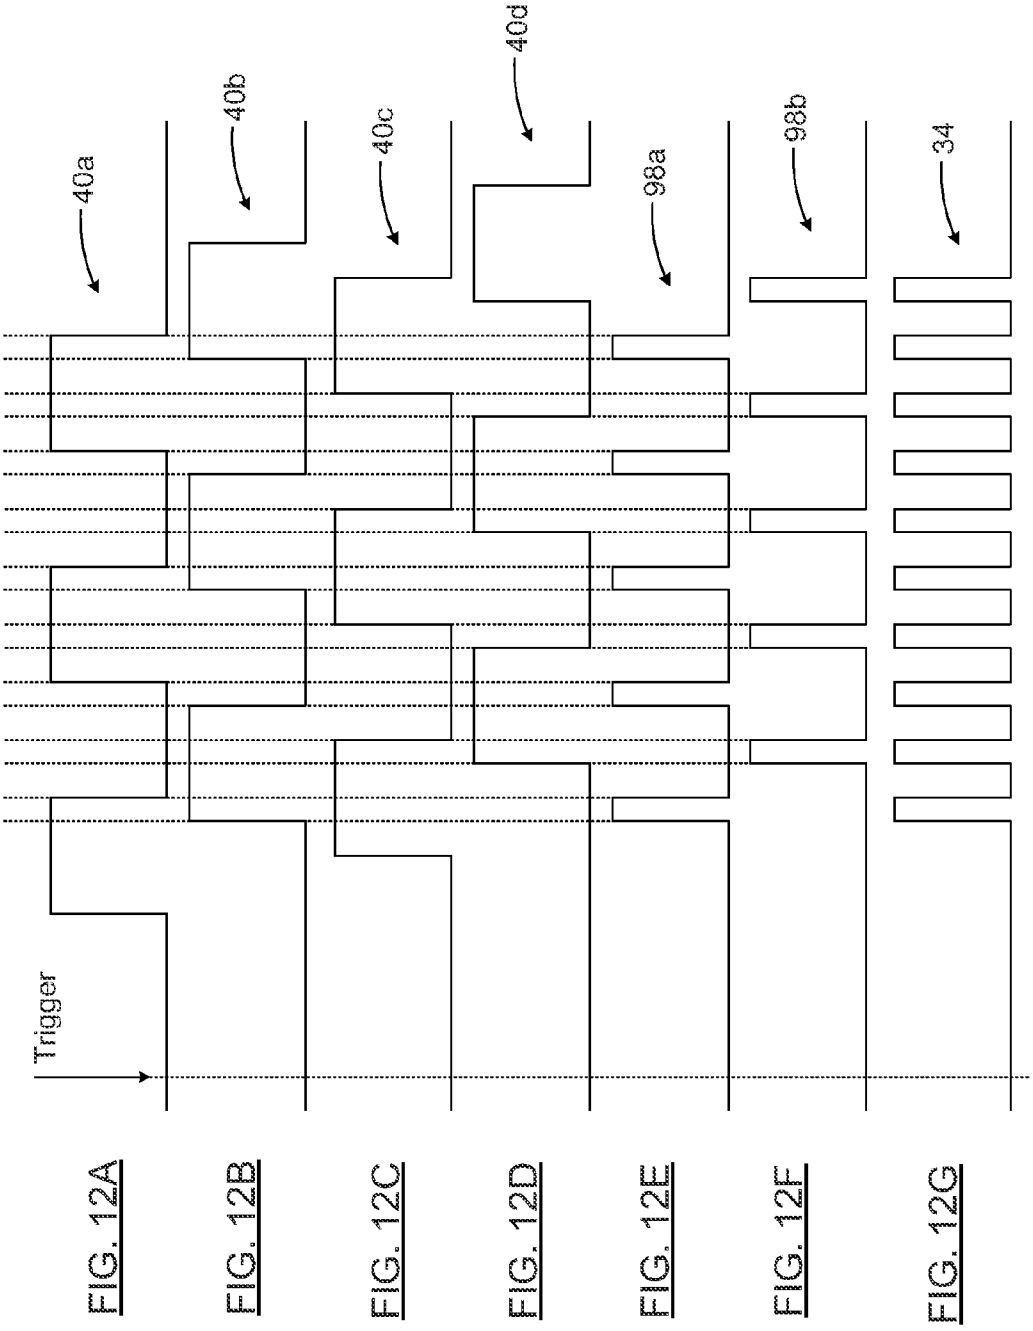 Trigger
FIG. 12A
40a
FIG. 12B
40b
FIG. 12C
40c
FIG. 12D
40d
FIG. 12E
98a
FIG. 12F
98b
FIG. 12G
34